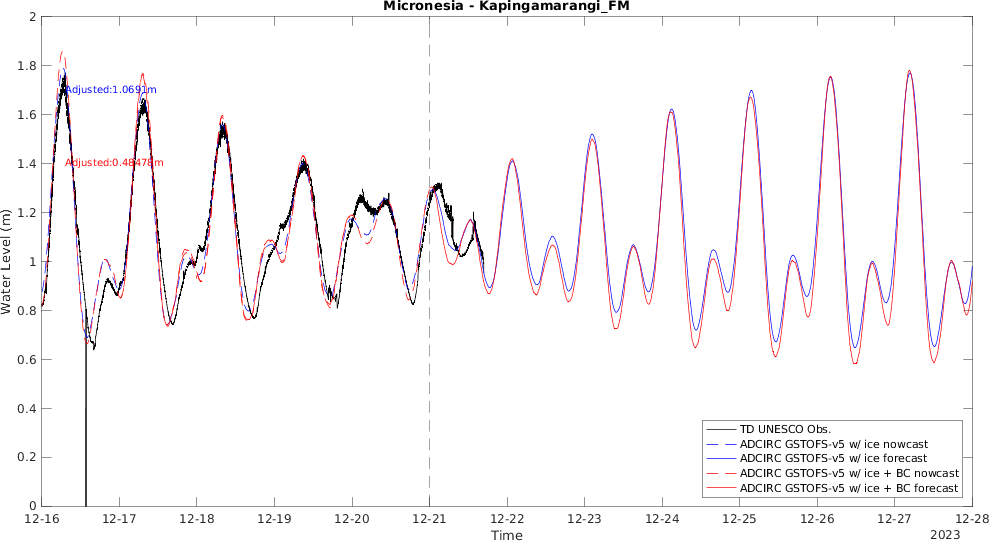 Micronesia - Kapingamarangi_FM
2
1.8
1.6
1.4
1.2
1
0.8
0.6
0.4
0.2
0
Water Level (m)
Adjusted:1.0691m
Adjusted:0.48478m
TD UNESCO Obs.
ADCIRC GSTOFS-v5 w/ ice nowcast
ADCIRC GSTOFS-v5 w/ ice forecast
ADCIRC GSTOFS-v5 w/ ice + BC nowcast
ADCIRC GSTOFS-v5 w/ ice + BC forecast
12-16 12-17 12-18 12-19 12-20 12-21 12-22 12-23 12-24 12-25 12-26 12-27 12-28
Time
2023